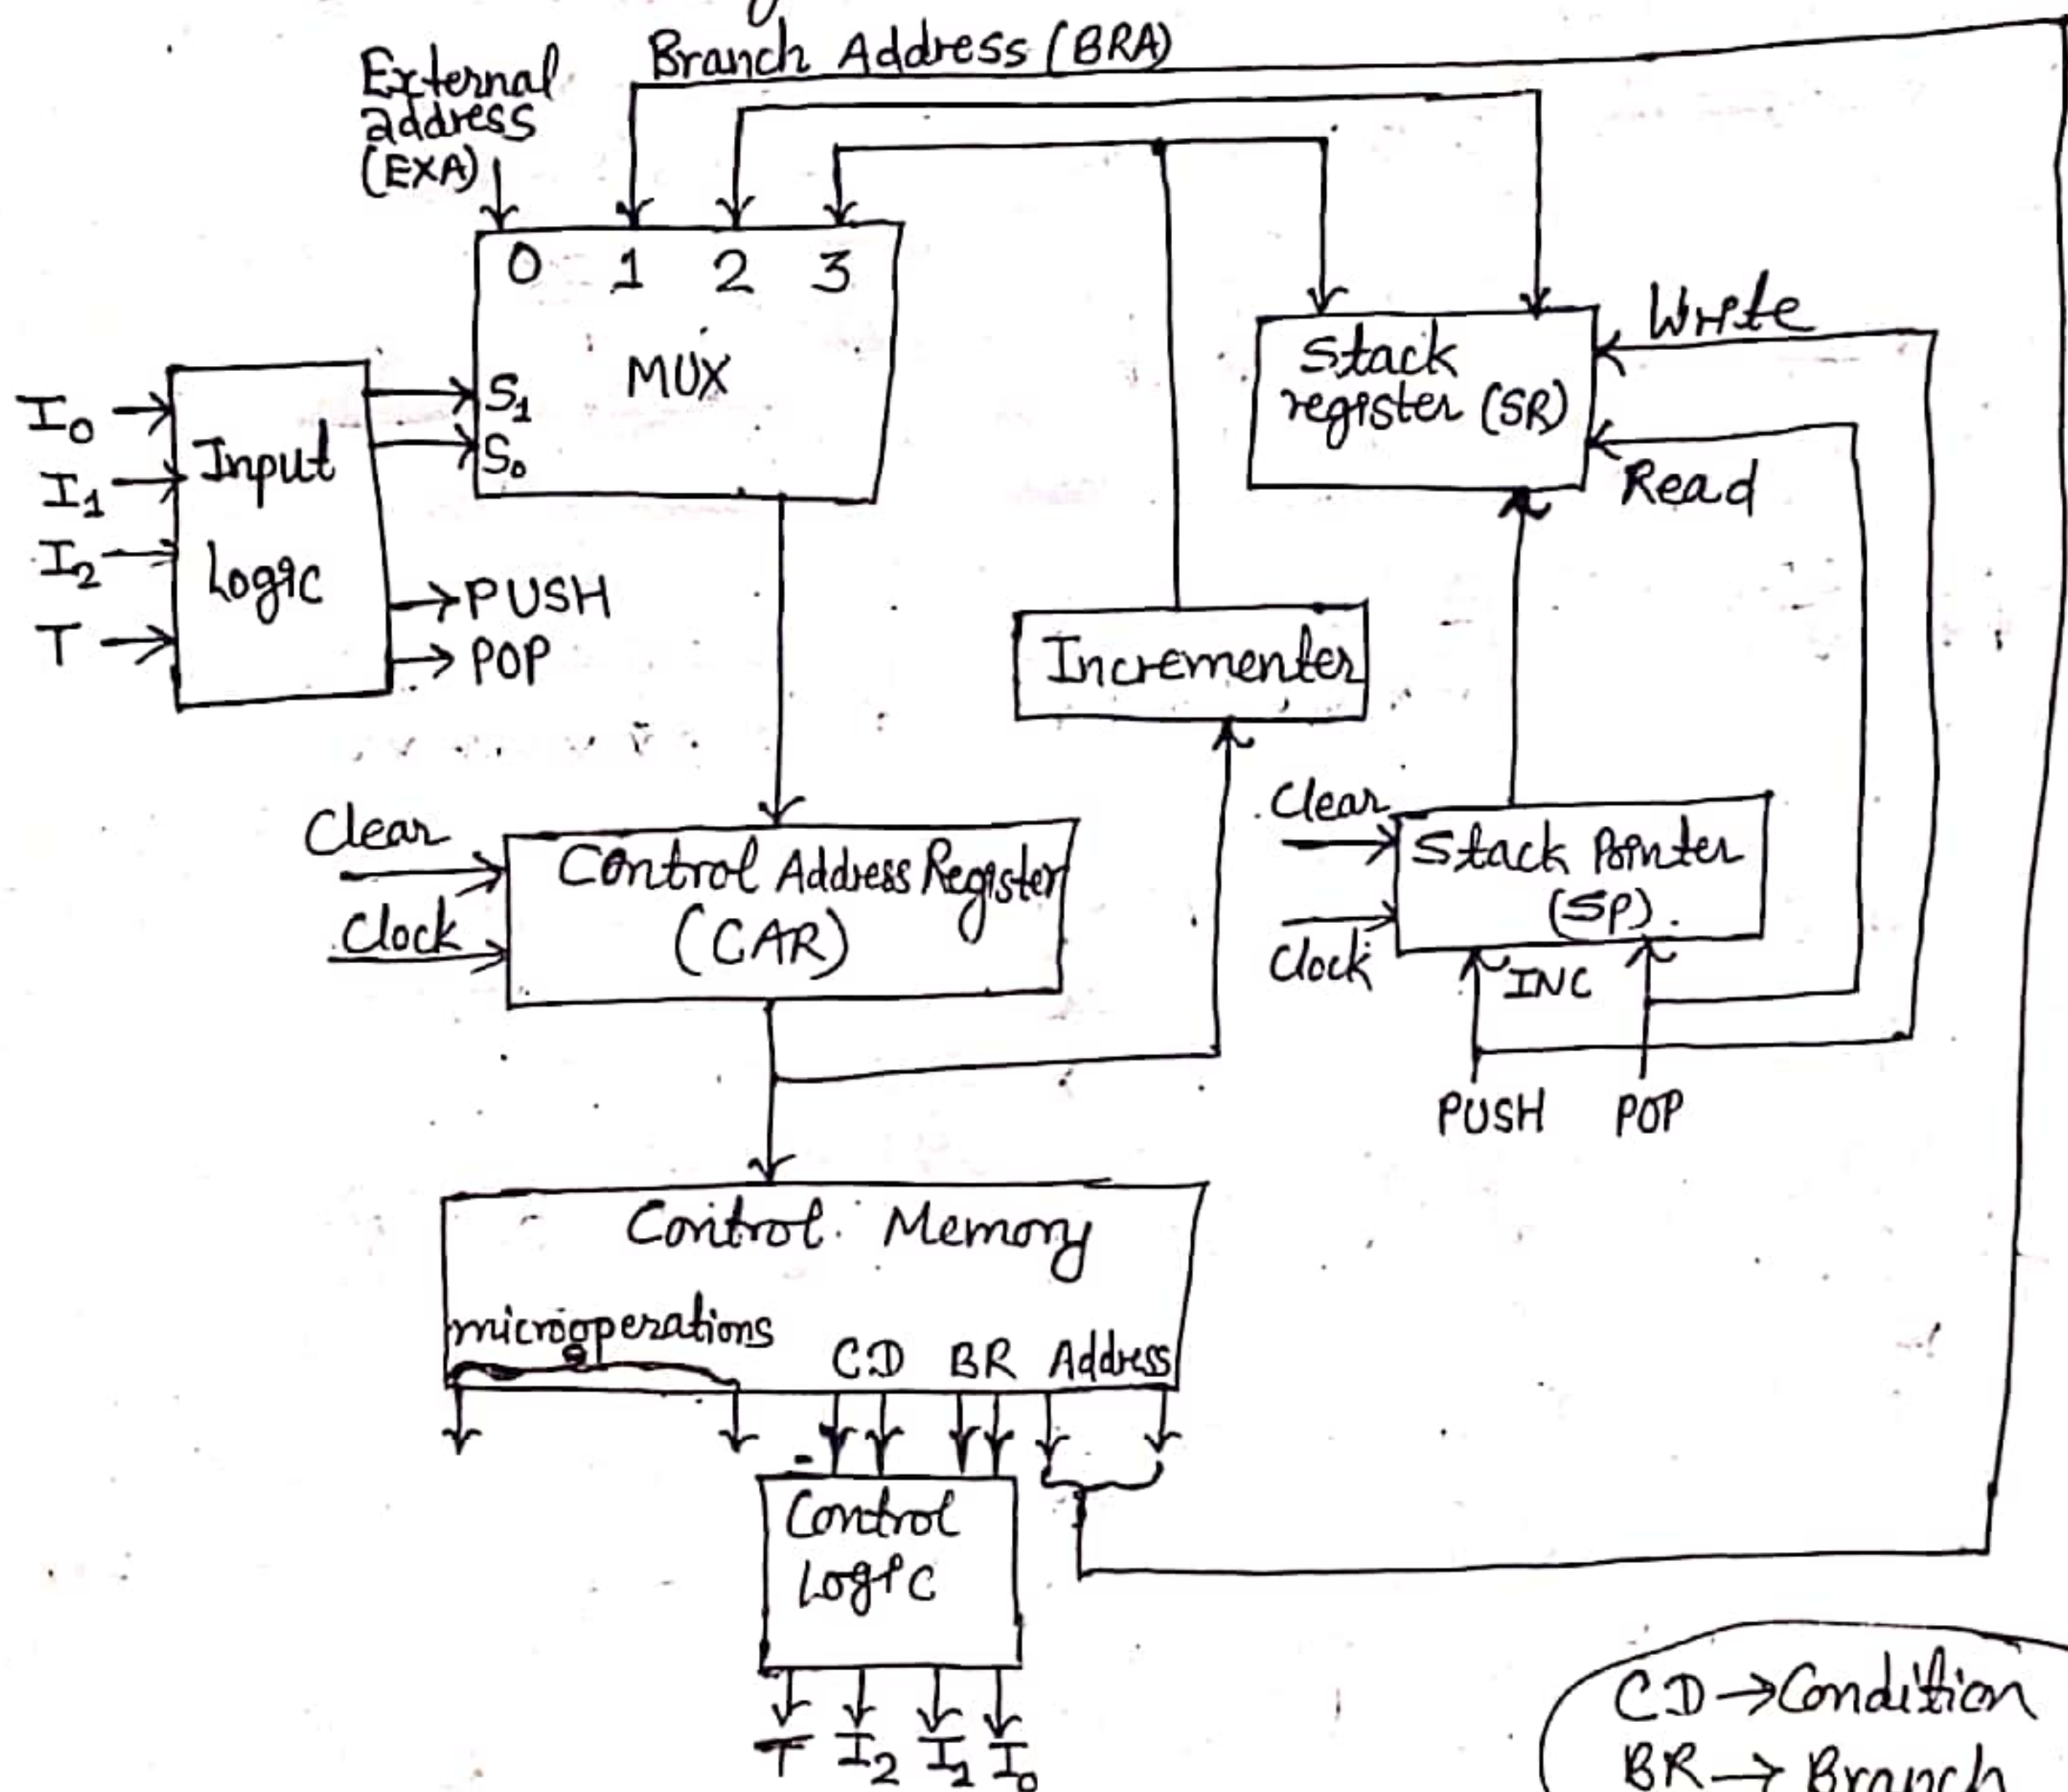 Branch Address (BRA)
External
address
(EXA)
0 1 2 3
MUX
S₁
S₀
I₀
I₁
I₂
T
Input
Logic
PUSH
POP
Stack
register (SR)
Write
Read
Incrementer
Clear
Clock
Control Address Register
(CAR)
Clear
Clock
Stack Pointer
(SP).
INC
PUSH POP
Control Memory
microoperations CD BR Address
Control
Logic
T I₂ I₁ I₀
CD → Condition
BR → Branch